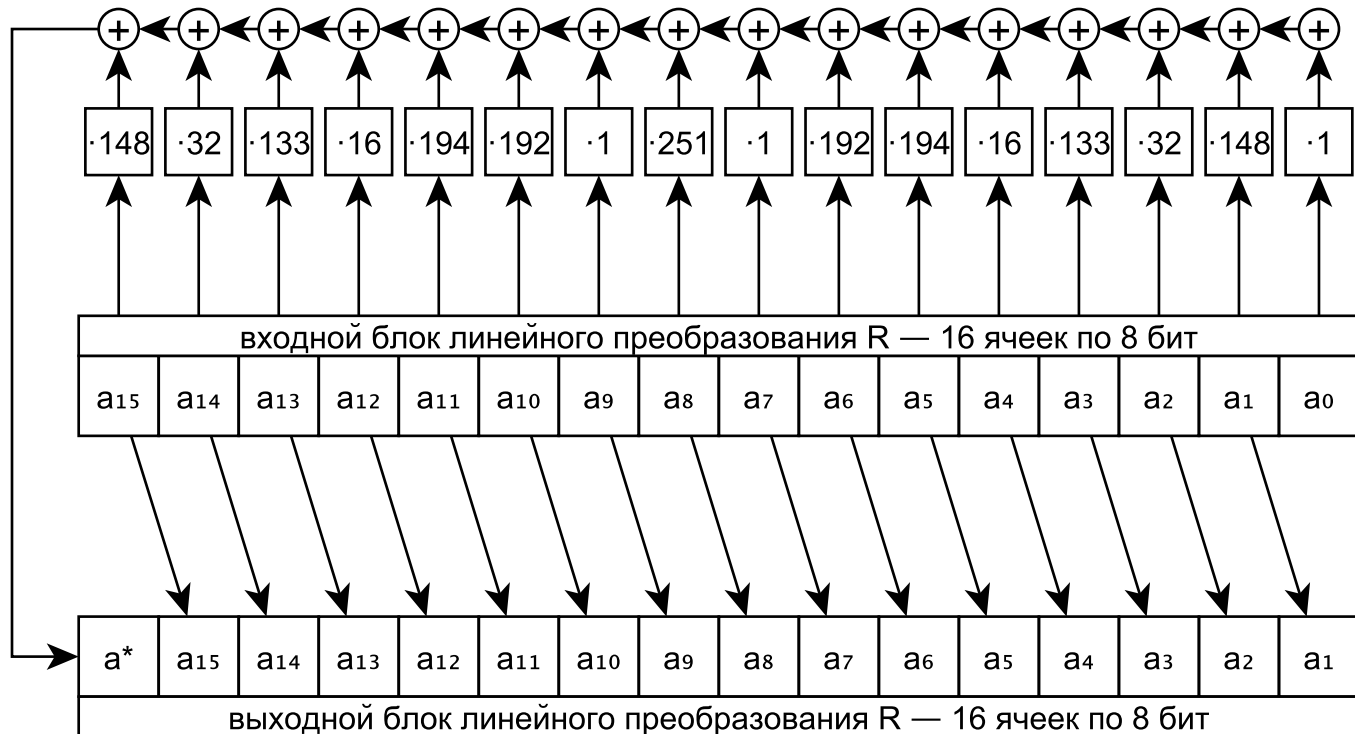 + + + + + + + + + + + + + + + +
·148 ·32 ·133 ·16 ·194 ·192 ·1 ·251 ·1 ·192 ·194 ·16 ·133 ·32 ·148 ·1
входной блок линейного преобразования R — 16 ячеек по 8 бит
a15 a14 a13 a12 a11 a10 a9 a8 a7 a6 a5 a4 a3 a2 a1 a0
a* a15 a14 a13 a12 a11 a10 a9 a8 a7 a6 a5 a4 a3 a2 a1
выходной блок линейного преобразования R — 16 ячеек по 8 бит